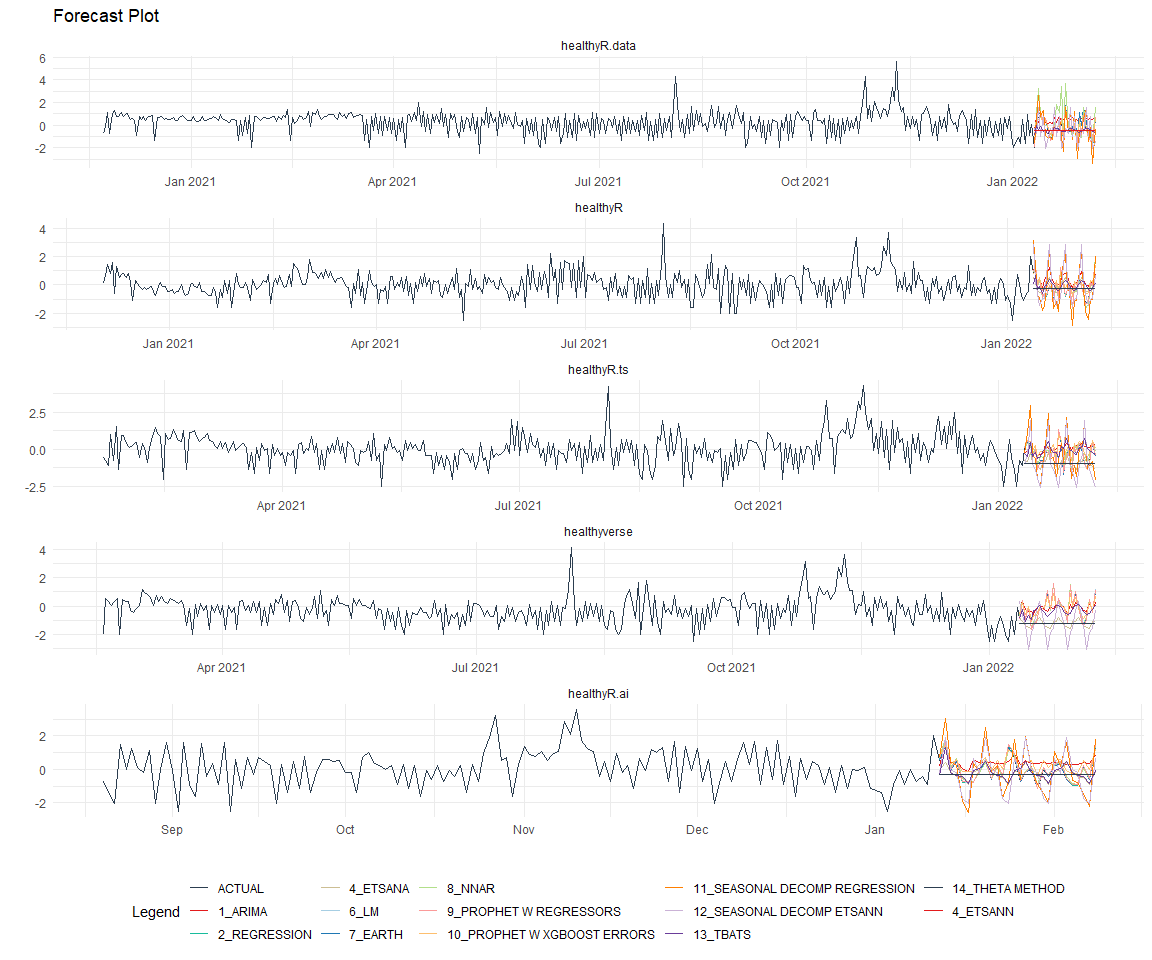 Forecast Plot
healthyR.data
6
4
2
0
-2
Jan 2021 Apr 2021 Jul 2021 Oct 2021 Jan 2022
healthyR
4
2
0
-2
Jan 2021 Apr 2021 Jul 2021 Oct 2021 Jan 2022
healthyR.ts
2.5
0.0
-2.5
Apr 2021 Jul 2021 Oct 2021 Jan 2022
healthyverse
4
2
0
-2
Apr 2021 Jul 2021 Oct 2021 Jan 2022
healthyR.ai
2
0
-2
Sep Oct Nov Dec Jan Feb
ACTUAL 4_ETSANA 8_NNAR 11_SEASONAL DECOMP REGRESSION 14_THETA METHOD
Legend 1_ARIMA 6_LM 9_PROPHET W REGRESSORS 12_SEASONAL DECOMP ETSANN 4_ETSANN
2_REGRESSION 7_EARTH 10_PROPHET W XGBOOST ERRORS 13_TBATS